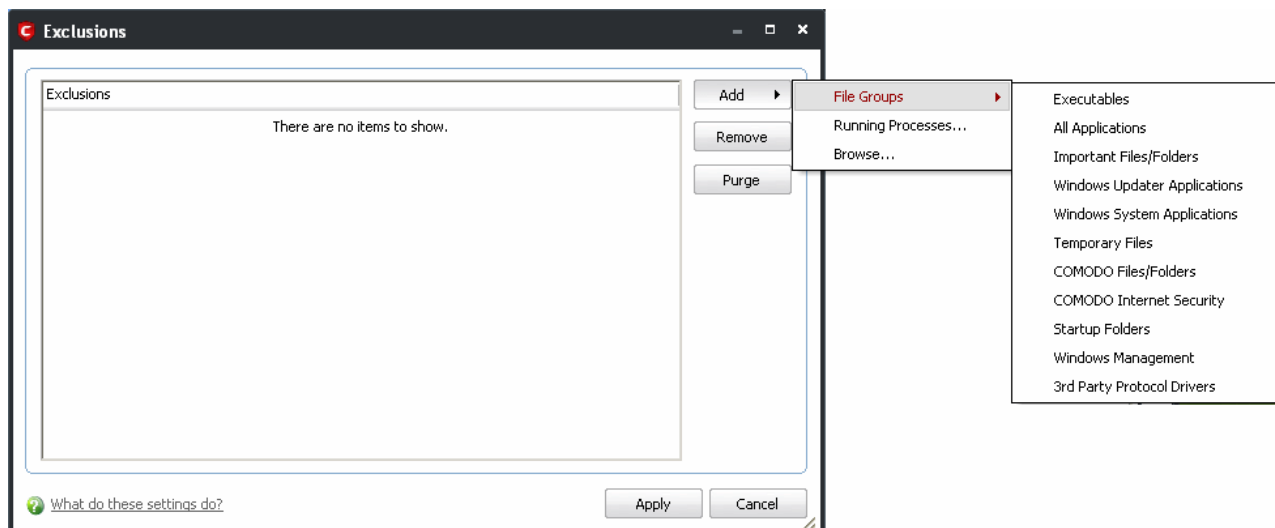 Exclusions
Exclusions
There are no items to show.
Add
Remove
Purge
File Groups
Running Processes...
Browse...
Executables
All Applications
Important Files/Folders
Windows Updater Applications
Windows System Applications
Temporary Files
COMODO Files/Folders
COMODO Internet Security
Startup Folders
Windows Management
3rd Party Protocol Drivers
What do these settings do?
Apply
Cancel